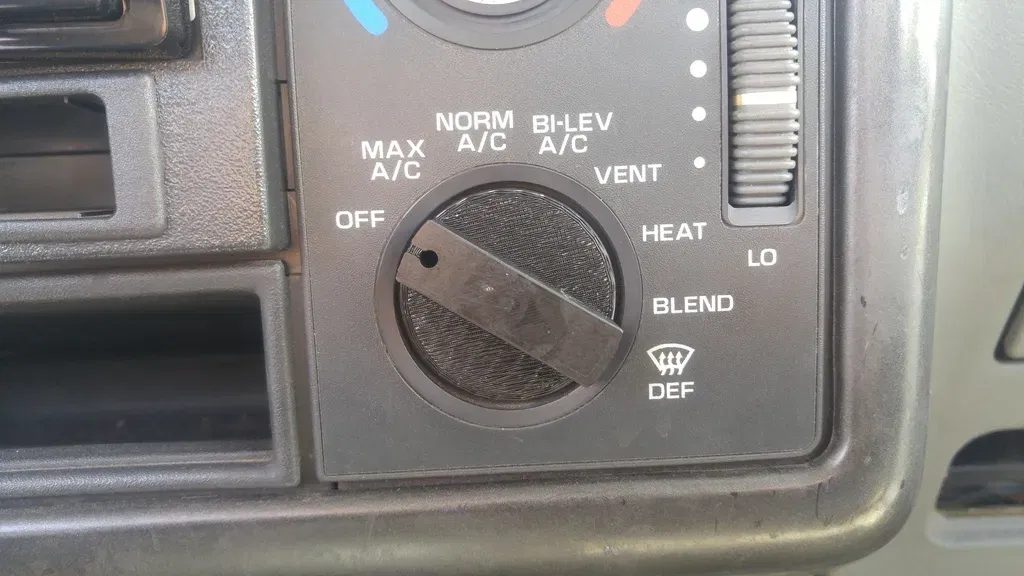 NORM
A/C
BI-LEV
A/C
MAX
A/C
VENT
OFF
HEAT
LO
BLEND
DEF